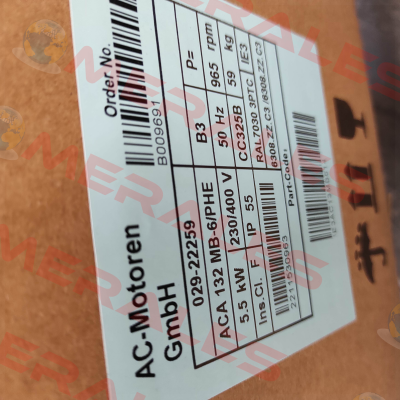 AC-Motoren
GmbH
Order No.
B009691
029-22259
B3
P=
ACA 132 MB-6/PHE
50 Hz
965 rpm
5.5 kW
230/400 V
CC325B
59 kg
Ins.Cl. F
IP 55
RAL7030 3PTC
IE3
6308 ZZ C3 /6308 ZZ C3
Part-Code:
2211530963
MERALES